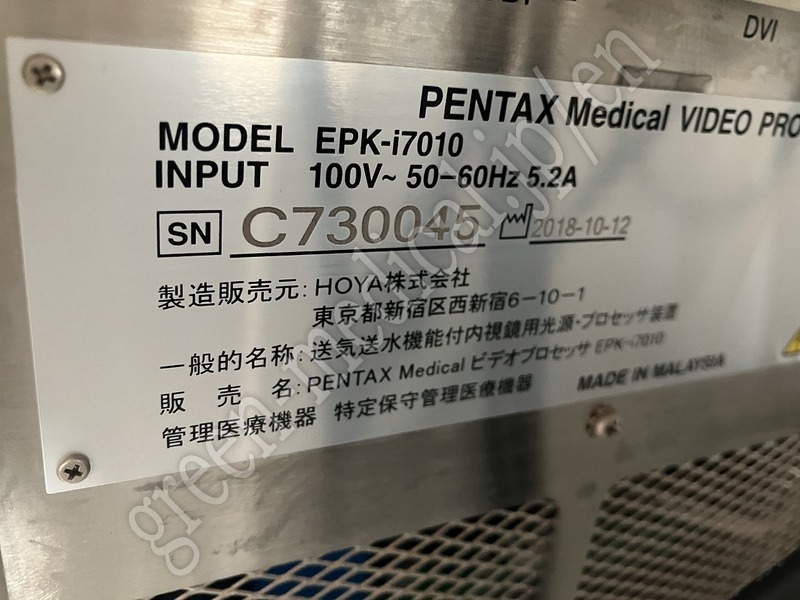 DVI
PENTAX Medical VIDEO PRO
MODEL EPK-i7010
INPUT 100V~ 50-60Hz 5.2A
SN C730045 2018-10-12
製造販売元: HOYA株式会社
東京都新宿区西新宿6-10-1
一般的名称: 送気送水機能付内視鏡用光源・プロセッサ装置
販 売 名: PENTAX Medical ビデオプロセッサ EPK-i7010
管理医療機器 特定保守管理医療機器 MADE IN MALAYSIA
green-medical.jp/en